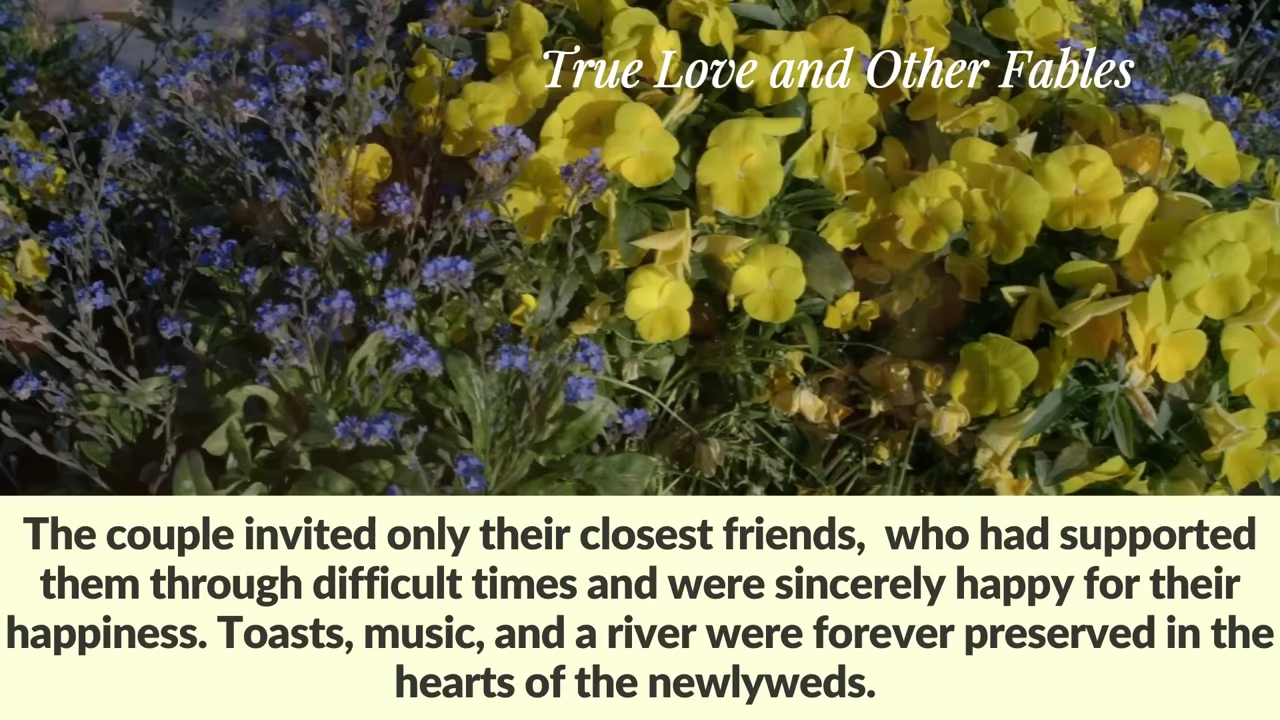 True Love and Other Fables
The couple invited only their closest friends,  who had supported
them through difficult times and were sincerely happy for their
happiness. Toasts, music, and a river were forever preserved in the
hearts of the newlyweds.